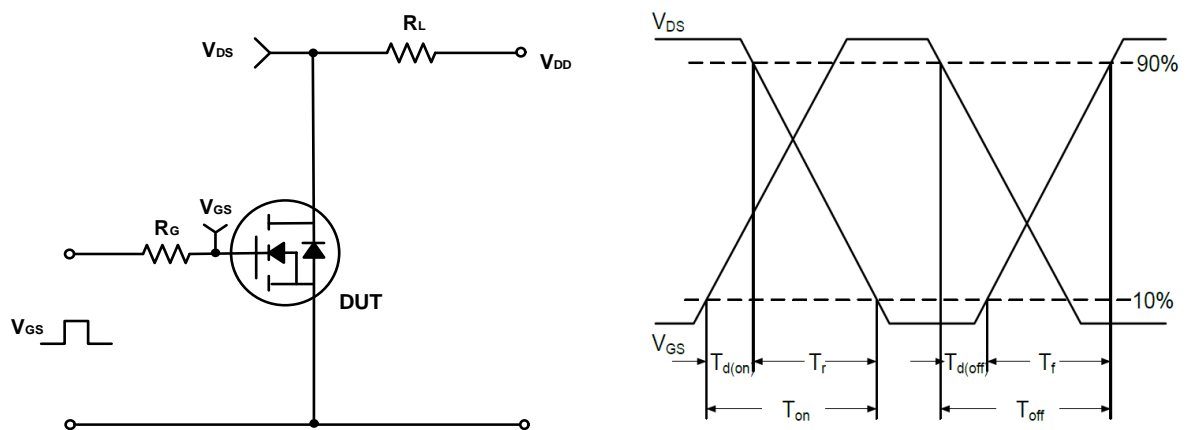 RL
VDS
VDD
VGS
RG
DUT
VGS
VDS
90%
10%
VGS
Td(on)
Tr
Td(off)
Tf
Ton
Toff